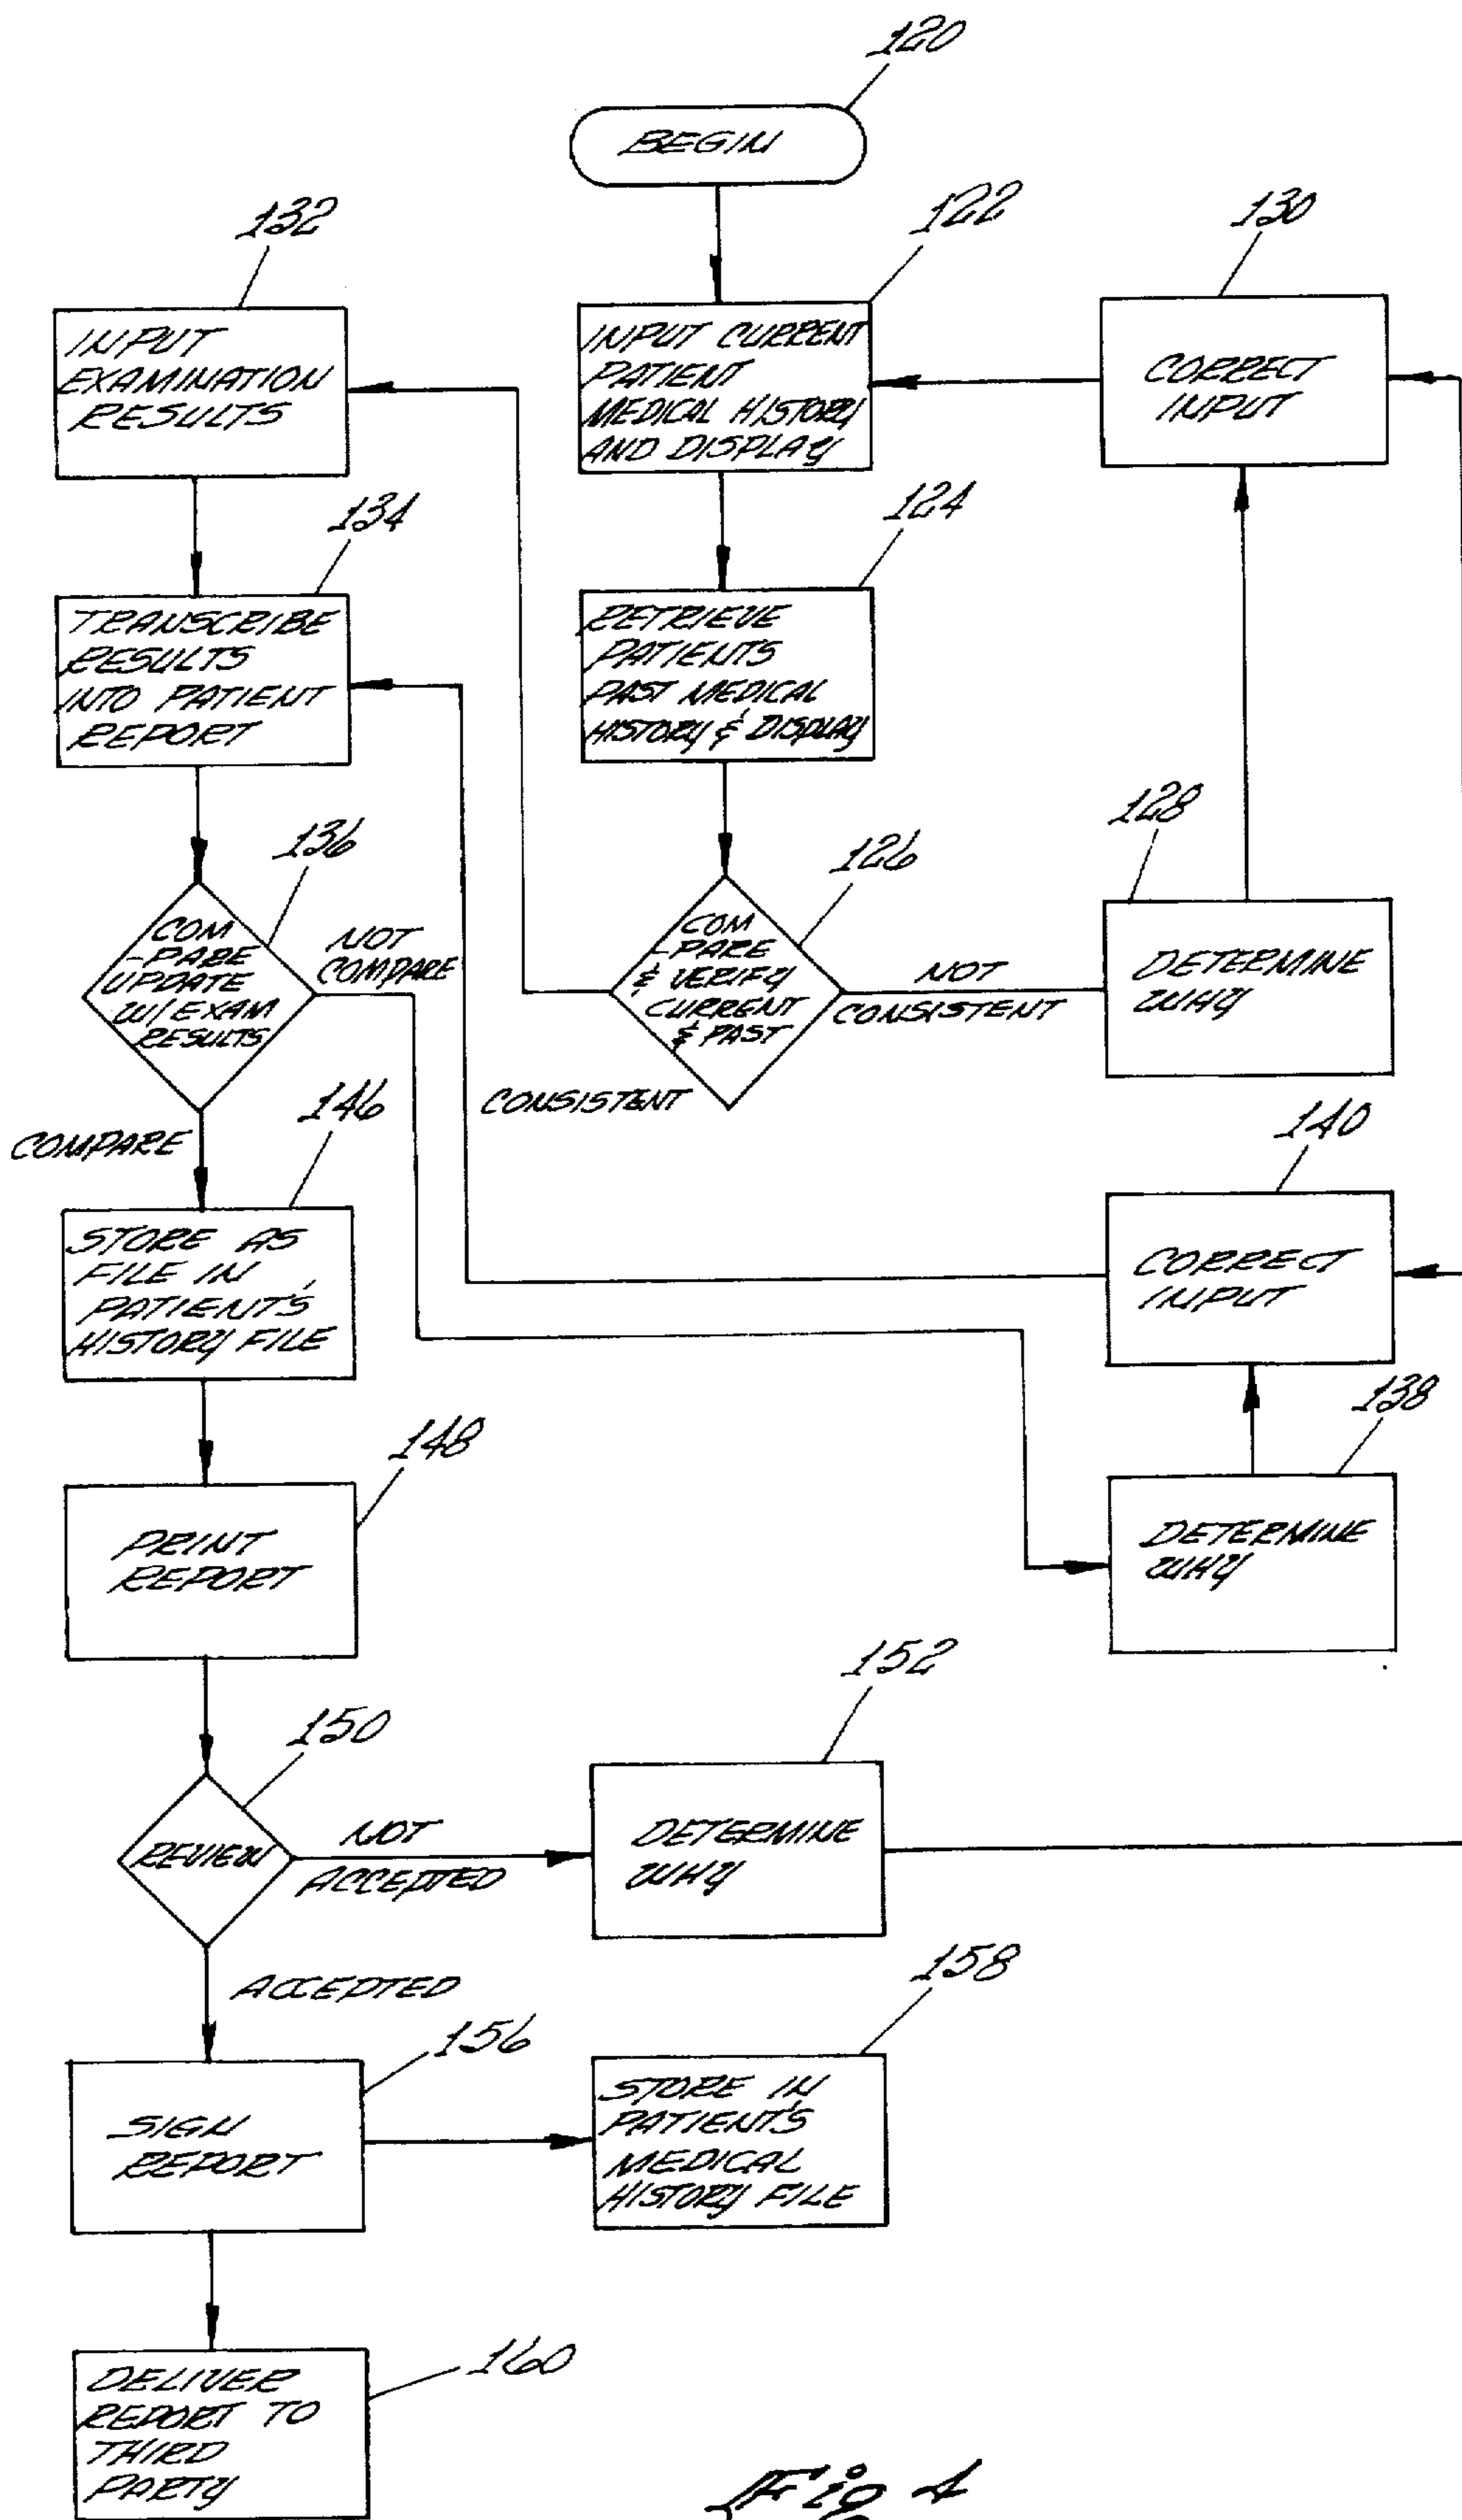 120
BEGIN
132
122
130
INPUT
EXAMINATION
RESULTS
INPUT CURRENT
PATIENT
MEDICAL HISTORY
AND DISPLAY
CORRECT
INPUT
134
124
TRANSCRIBE
RESULTS
INTO PATIENT
REPORT
RETRIEVE
PATIENTS
PAST MEDICAL
HISTORY & DISPLAY
136
126
128
COM
-PARE
UPDATE
W/ EXAM
RESULTS
NOT
COMPARE
COM
-PARE
& VERIFY
CURRENT
& PAST
NOT
CONSISTENT
DETERMINE
WHY
CONSISTENT
COMPARE
146
140
STORE AS
FILE IN
PATIENT'S
HISTORY FILE
CORRECT
INPUT
148
138
PRINT
REPORT
DETERMINE
WHY
150
152
REVIEW
NOT
ACCEPTED
DETERMINE
WHY
ACCEPTED
156
158
SIGN
REPORT
STORE IN
PATIENT'S
MEDICAL
HISTORY FILE
160
DELIVER
REPORT TO
THIRD
PARTY
Fig 4